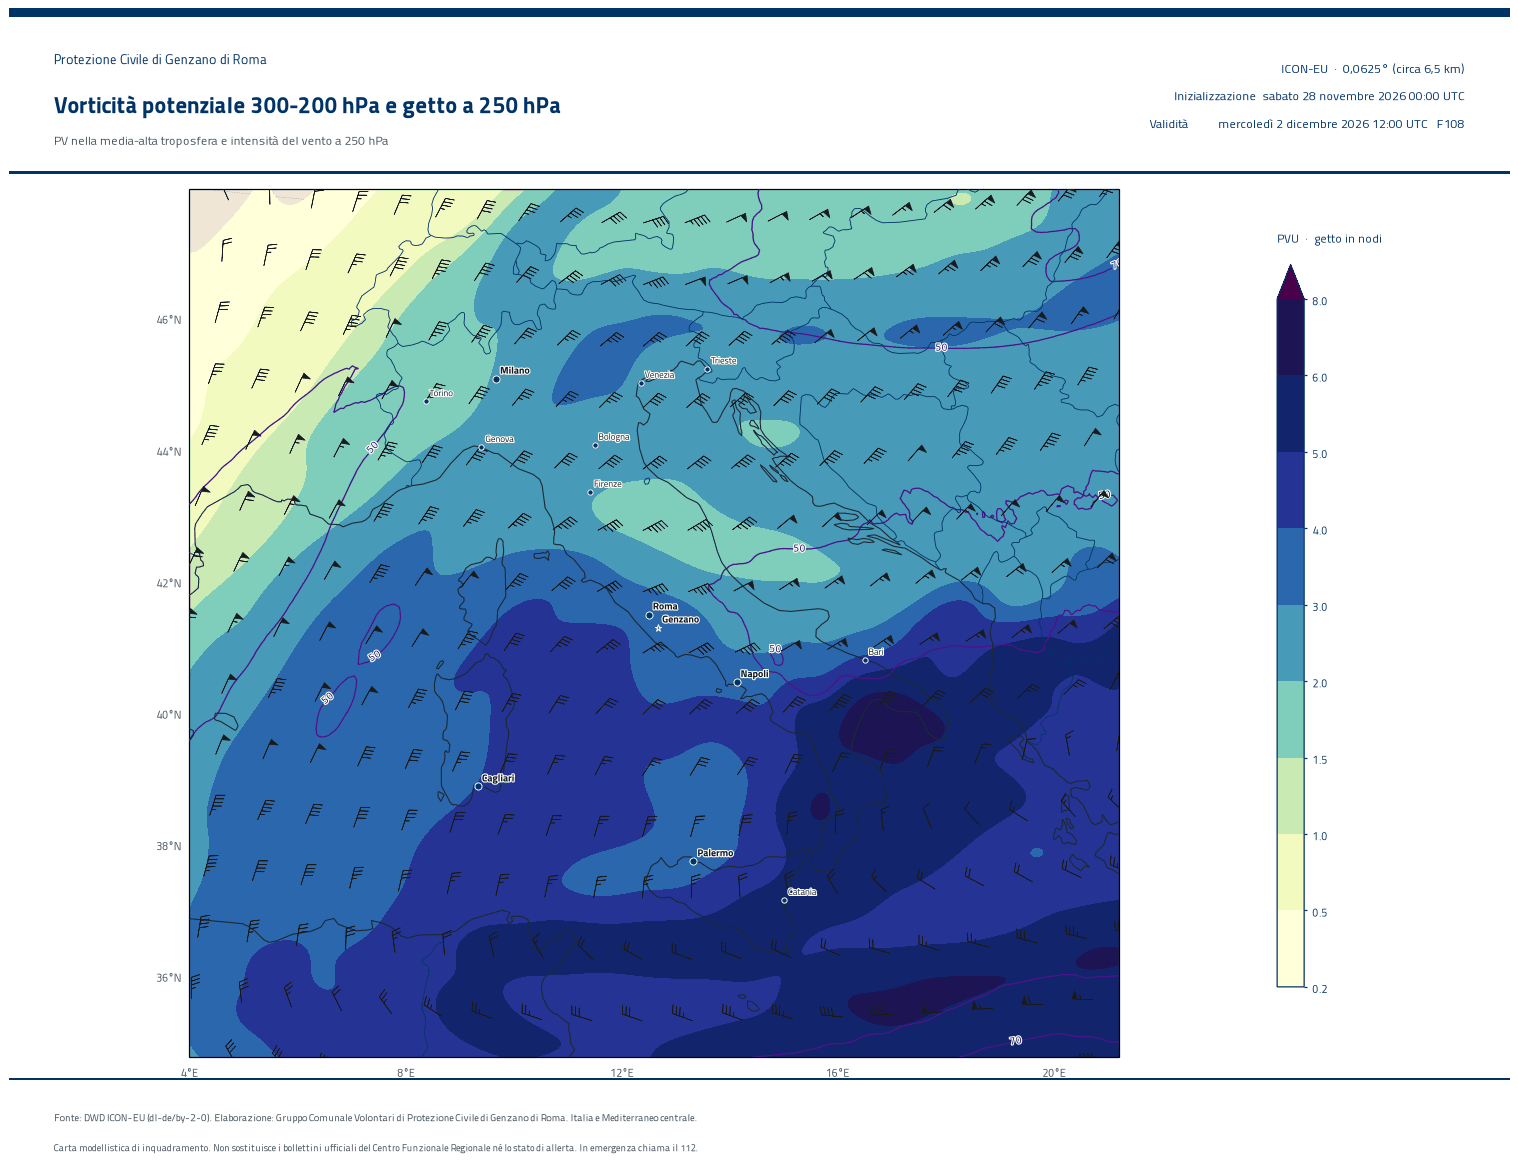 Protezione Civile di Genzano di Roma
Vorticità potenziale 300-200 hPa e getto a 250 hPa
PV nella media-alta troposfera e intensità del vento a 250 hPa
ICON-EU · 0,0625° (circa 6,5 km)
Inizializzazione sabato 28 novembre 2026 00:00 UTC
Validità mercoledì 2 dicembre 2026 12:00 UTC F108
PVU · getto in nodi
8.0
6.0
5.0
4.0
3.0
2.0
1.5
1.0
0.5
0.2
46°N
44°N
42°N
40°N
38°N
36°N
4°E
8°E
12°E
16°E
20°E
50
Trieste
Milano
Venezia
Torino
50
Genova
Bologna
Firenze
50
Roma
Genzano
50
50
Bari
Napoli
50
Cagliari
Palermo
Catania
70
Fonte: DWD ICON-EU (dl-de/by-2-0). Elaborazione: Gruppo Comunale Volontari di Protezione Civile di Genzano di Roma. Italia e Mediterraneo centrale.
Carta modellistica di inquadramento. Non sostituisce i bollettini ufficiali del Centro Funzionale Regionale né lo stato di allerta. In emergenza chiama il 112.